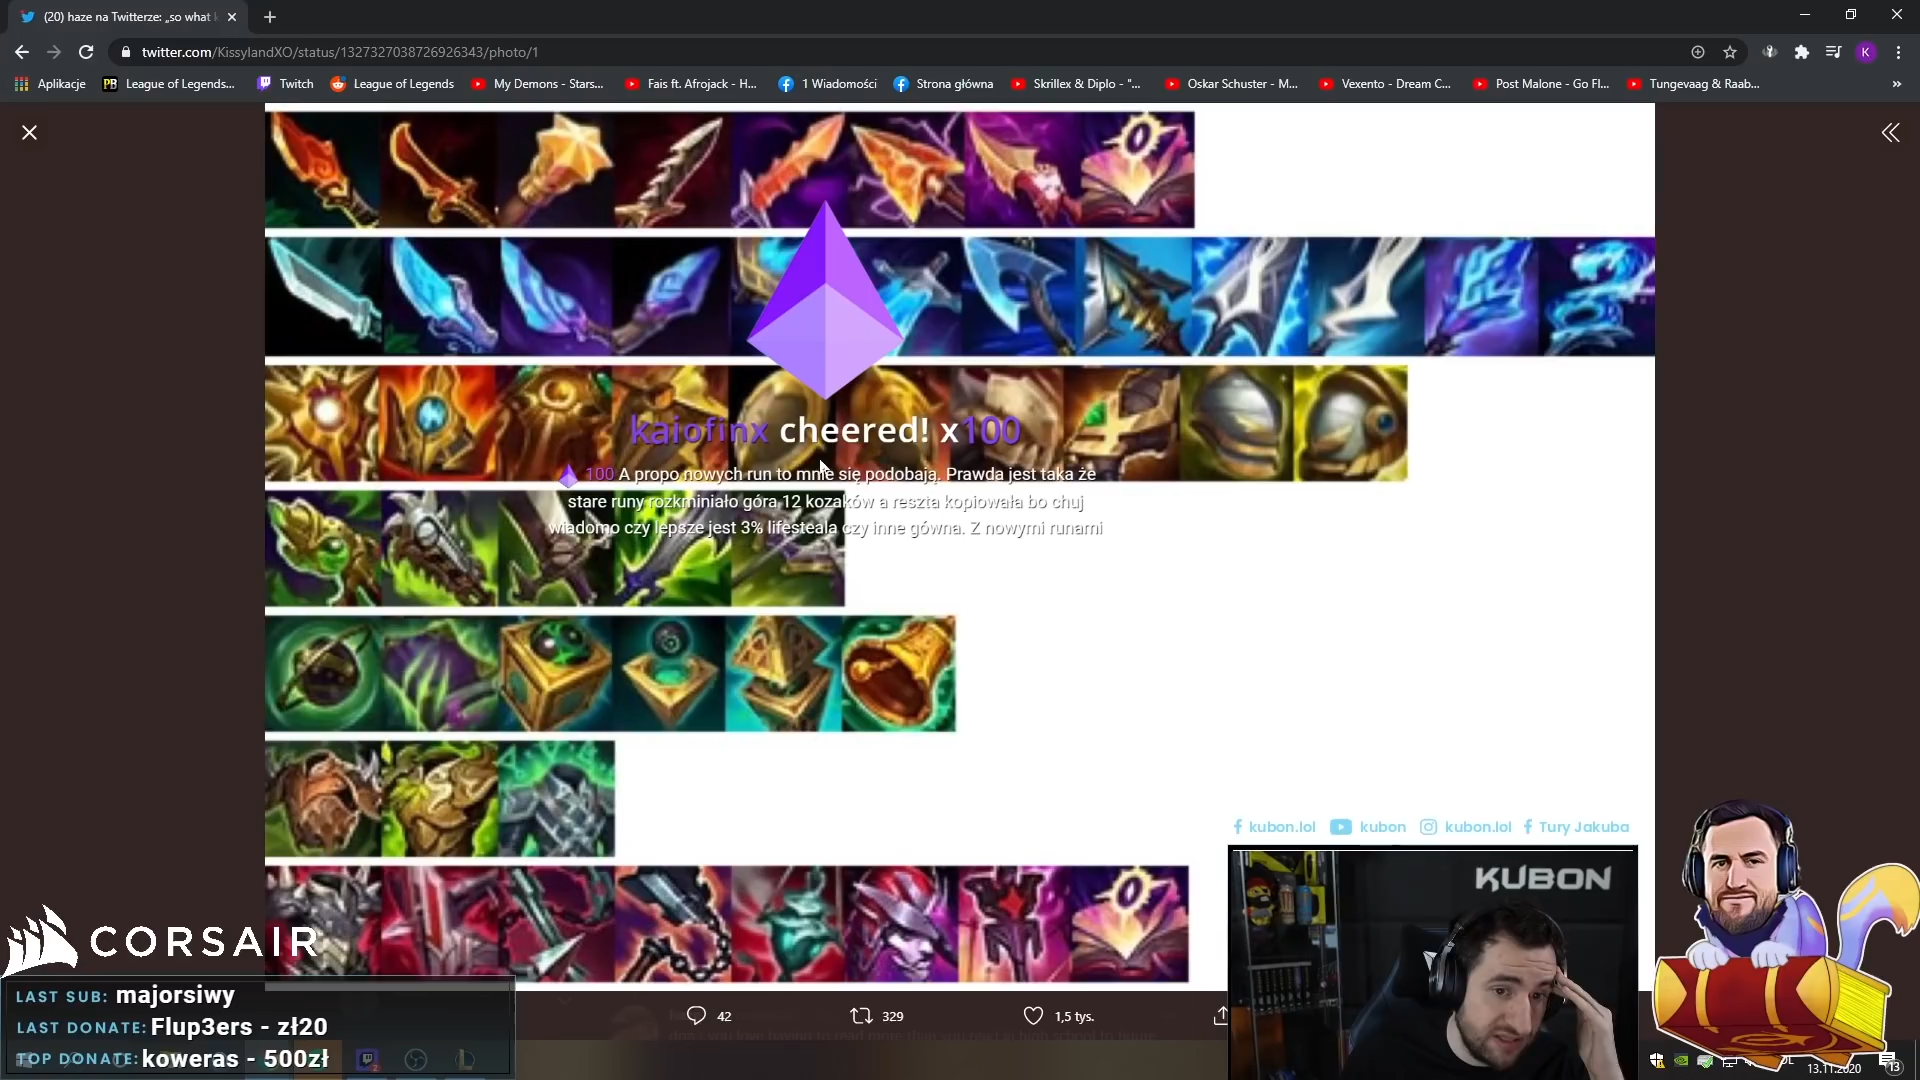 (20) haze na Twitterze: „so what k
twitter.com/KissylandXO/status/1327327038726926343/photo/1
K
Aplikacje
PB League of Legends...
Twitch
League of Legends
My Demons - Stars...
Fais ft. Afrojack - H...
1 Wiadomości
Strona główna
Skrillex & Diplo - "...
Oskar Schuster - M...
Vexento - Dream C...
Post Malone - Go Fl...
Tungevaag & Raab...
kaiofinx cheered! x100
100 A propo nowych run to mnie się podobają. Prawda jest taka że
stare runy rozkminiało góra 12 kozaków a reszta kopiowała bo chuj
wiadomo czy lepsze jest 3% lifesteala czy inne gówna. Z nowymi runami
kubon.lol kubon kubon.lol Tury Jakuba
KUBON
CORSAIR
LAST SUB: majorsiwy
LAST DONATE: Flup3ers - zł20
TOP DONATE: koweras - 500zł
42
329
1,5 tys.
13.11.2020
13